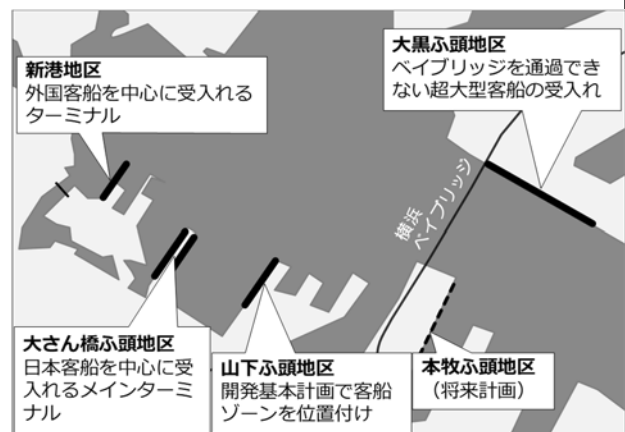 新港地区
外国客船を中心に受入れる
ターミナル
大黒ふ頭地区
ベイブリッジを通過でき
ない超大型客船の受入れ
横浜
ベイブリッジ
大さん橋ふ頭地区
日本客船を中心に受
入れるメインターミ
ナル
山下ふ頭地区
開発基本計画で客船
ゾーンを位置付け
本牧ふ頭地区
（将来計画）